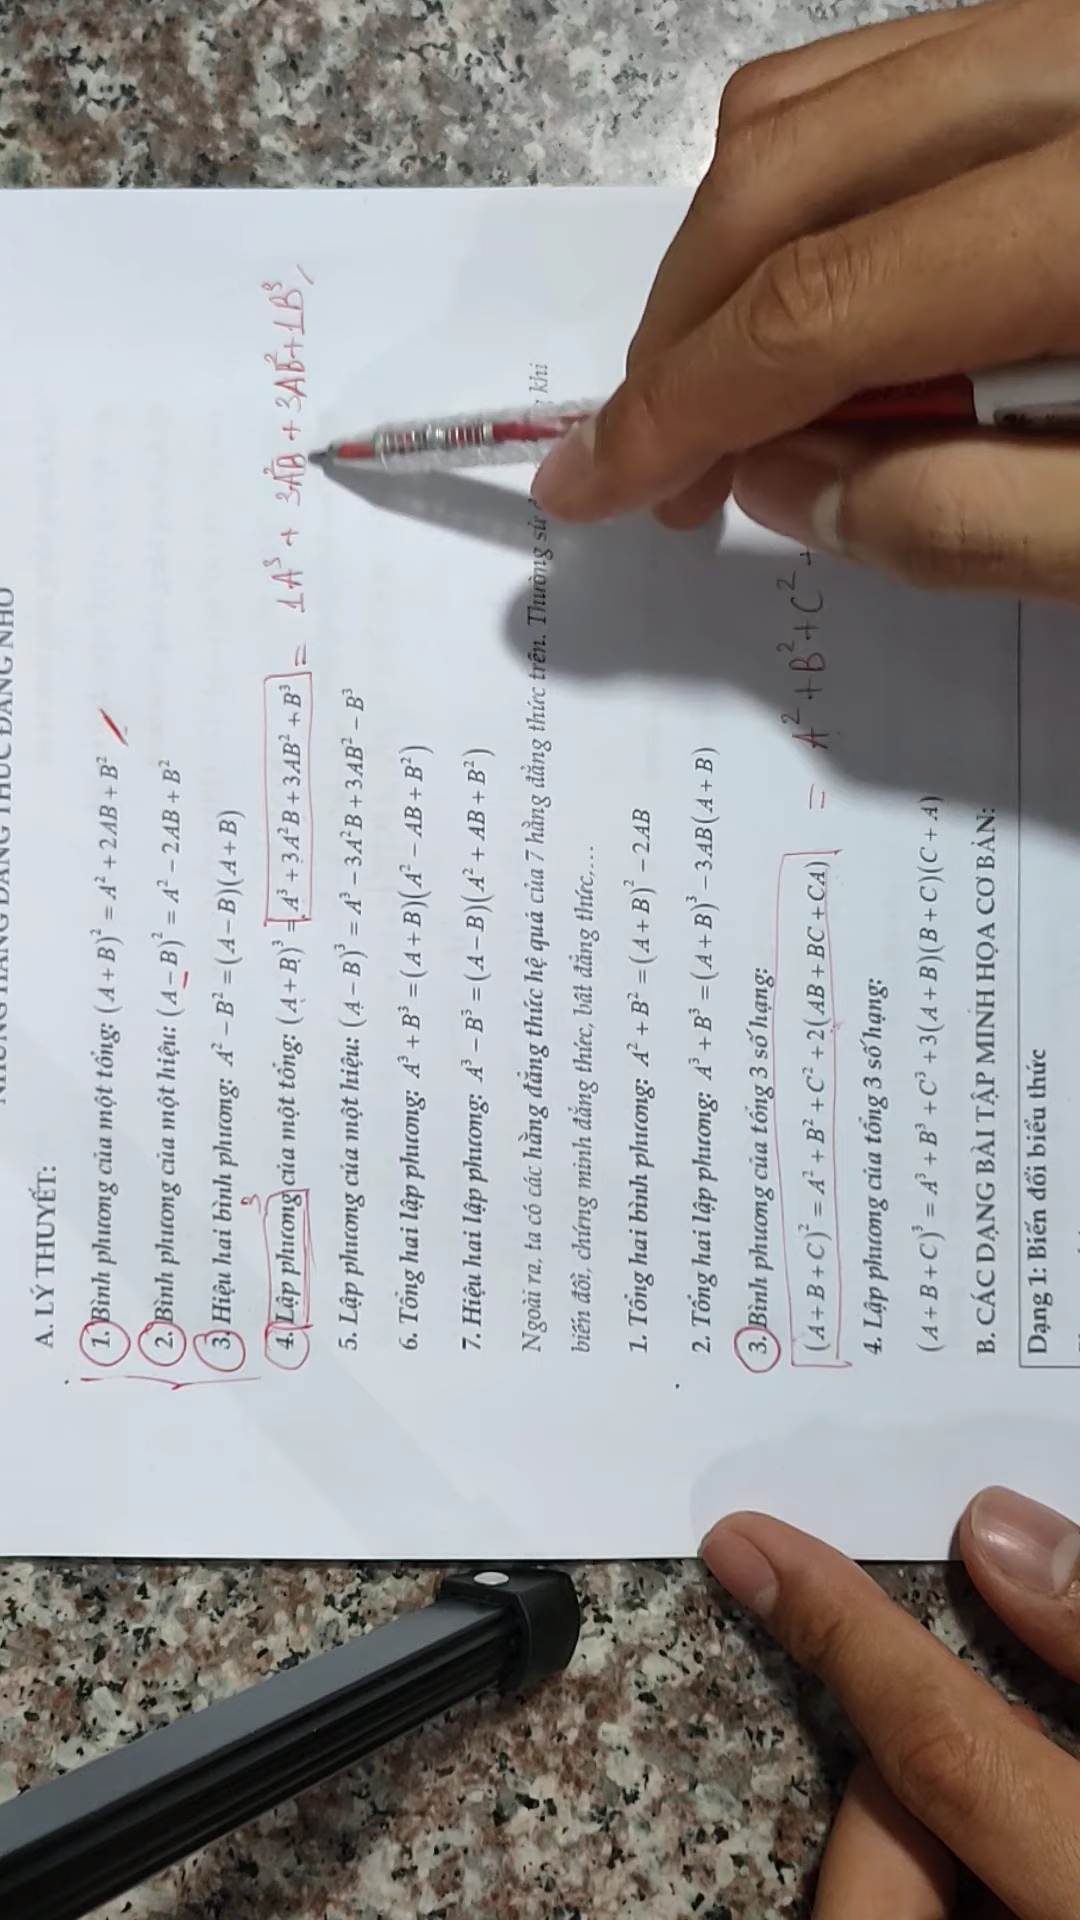 A. LÝ THUYẾT:
1. Bình phương của một tổng: (A + B)² = A² + 2AB + B²
2. Bình phương của một hiệu: (A − B)² = A² − 2AB + B²
3. Hiệu hai bình phương: A² − B² = (A − B)(A + B)
3
4. Lập phương của một tổng: (A + B)³ = A³ + 3A²B + 3AB² + B³ = 1A³ + 3A²B + 3AB² + 1B³
5. Lập phương của một hiệu: (A − B)³ = A³ − 3A²B + 3AB² − B³
6. Tổng hai lập phương: A³ + B³ = (A + B)(A² − AB + B²)
7. Hiệu hai lập phương: A³ − B³ = (A − B)(A² + AB + B²)
Ngoài ra, ta có các hằng đẳng thức hệ quả của 7 hằng đẳng thức trên. Thường sử khi
biến đổi, chứng minh đẳng thức, bất đẳng thức,…
1. Tổng hai bình phương: A² + B² = (A + B)² − 2AB
2. Tổng hai lập phương: A³ + B³ = (A + B)³ − 3AB(A + B)
3. Bình phương của tổng 3 số hạng:
(A + B + C)² = A² + B² + C² + 2(AB + BC + CA) = A² + B² + C² +
4. Lập phương của tổng 3 số hạng:
(A + B + C)³ = A³ + B³ + C³ + 3(A + B)(B + C)(C + A)
B. CÁC DẠNG BÀI TẬP MINH HỌA CƠ BẢN:
Dạng 1: Biến đổi biểu thức